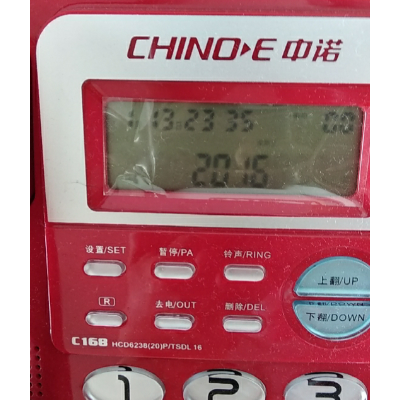 CHINO-E 中诺
1 13 23 35 00
2016
设置/SET 暂停/PA 铃声/RING
上翻/UP
R 去电/OUT 删除/DEL
下翻/DOWN
C168 HCD6238(20)P/TSDL 16
1 2 3